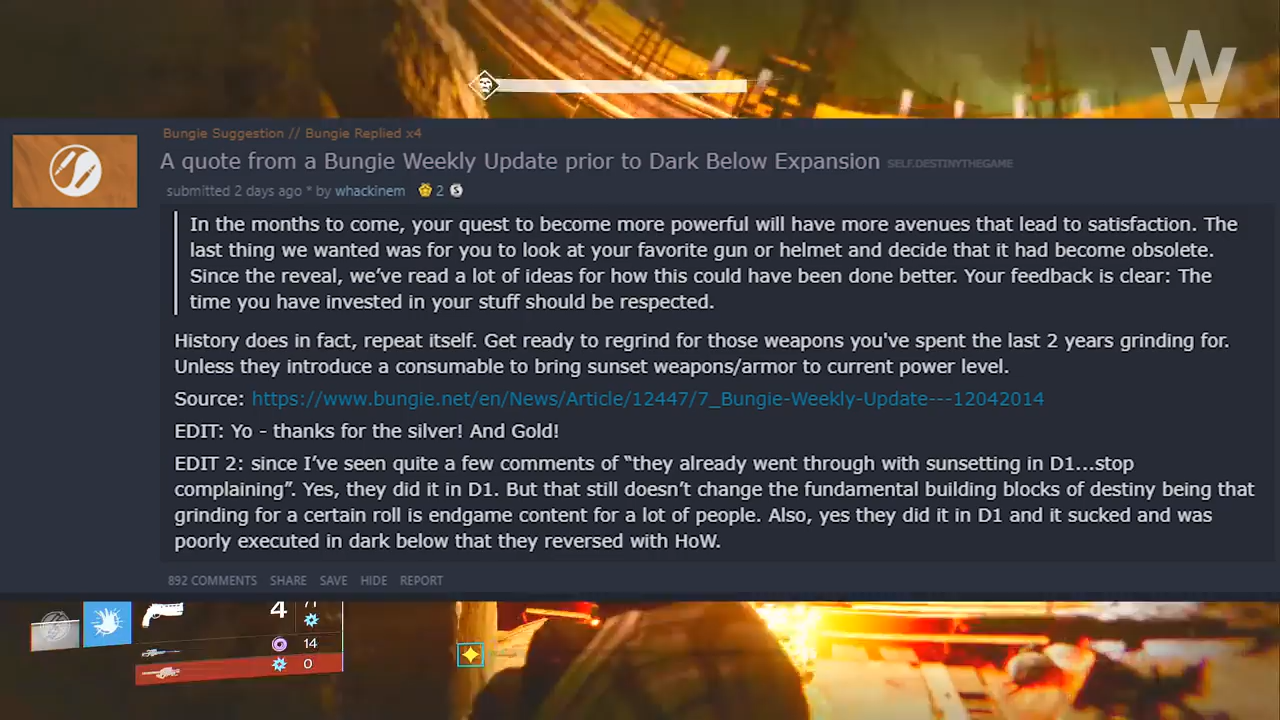 W
Bungie Suggestion // Bungie Replied x4
A quote from a Bungie Weekly Update prior to Dark Below Expansion SELF.DESTINYTHEGAME
submitted 2 days ago * by whackinem 2 S
In the months to come, your quest to become more powerful will have more avenues that lead to satisfaction. The
last thing we wanted was for you to look at your favorite gun or helmet and decide that it had become obsolete.
Since the reveal, we’ve read a lot of ideas for how this could have been done better. Your feedback is clear: The
time you have invested in your stuff should be respected.
History does in fact, repeat itself. Get ready to regrind for those weapons you've spent the last 2 years grinding for.
Unless they introduce a consumable to bring sunset weapons/armor to current power level.
Source: https://www.bungie.net/en/News/Article/12447/7_Bungie-Weekly-Update---12042014
EDIT: Yo - thanks for the silver! And Gold!
EDIT 2: since I’ve seen quite a few comments of “they already went through with sunsetting in D1...stop
complaining”. Yes, they did it in D1. But that still doesn’t change the fundamental building blocks of destiny being that
grinding for a certain roll is endgame content for a lot of people. Also, yes they did it in D1 and it sucked and was
poorly executed in dark below that they reversed with HoW.
892 COMMENTS SHARE SAVE HIDE REPORT
4
14
0